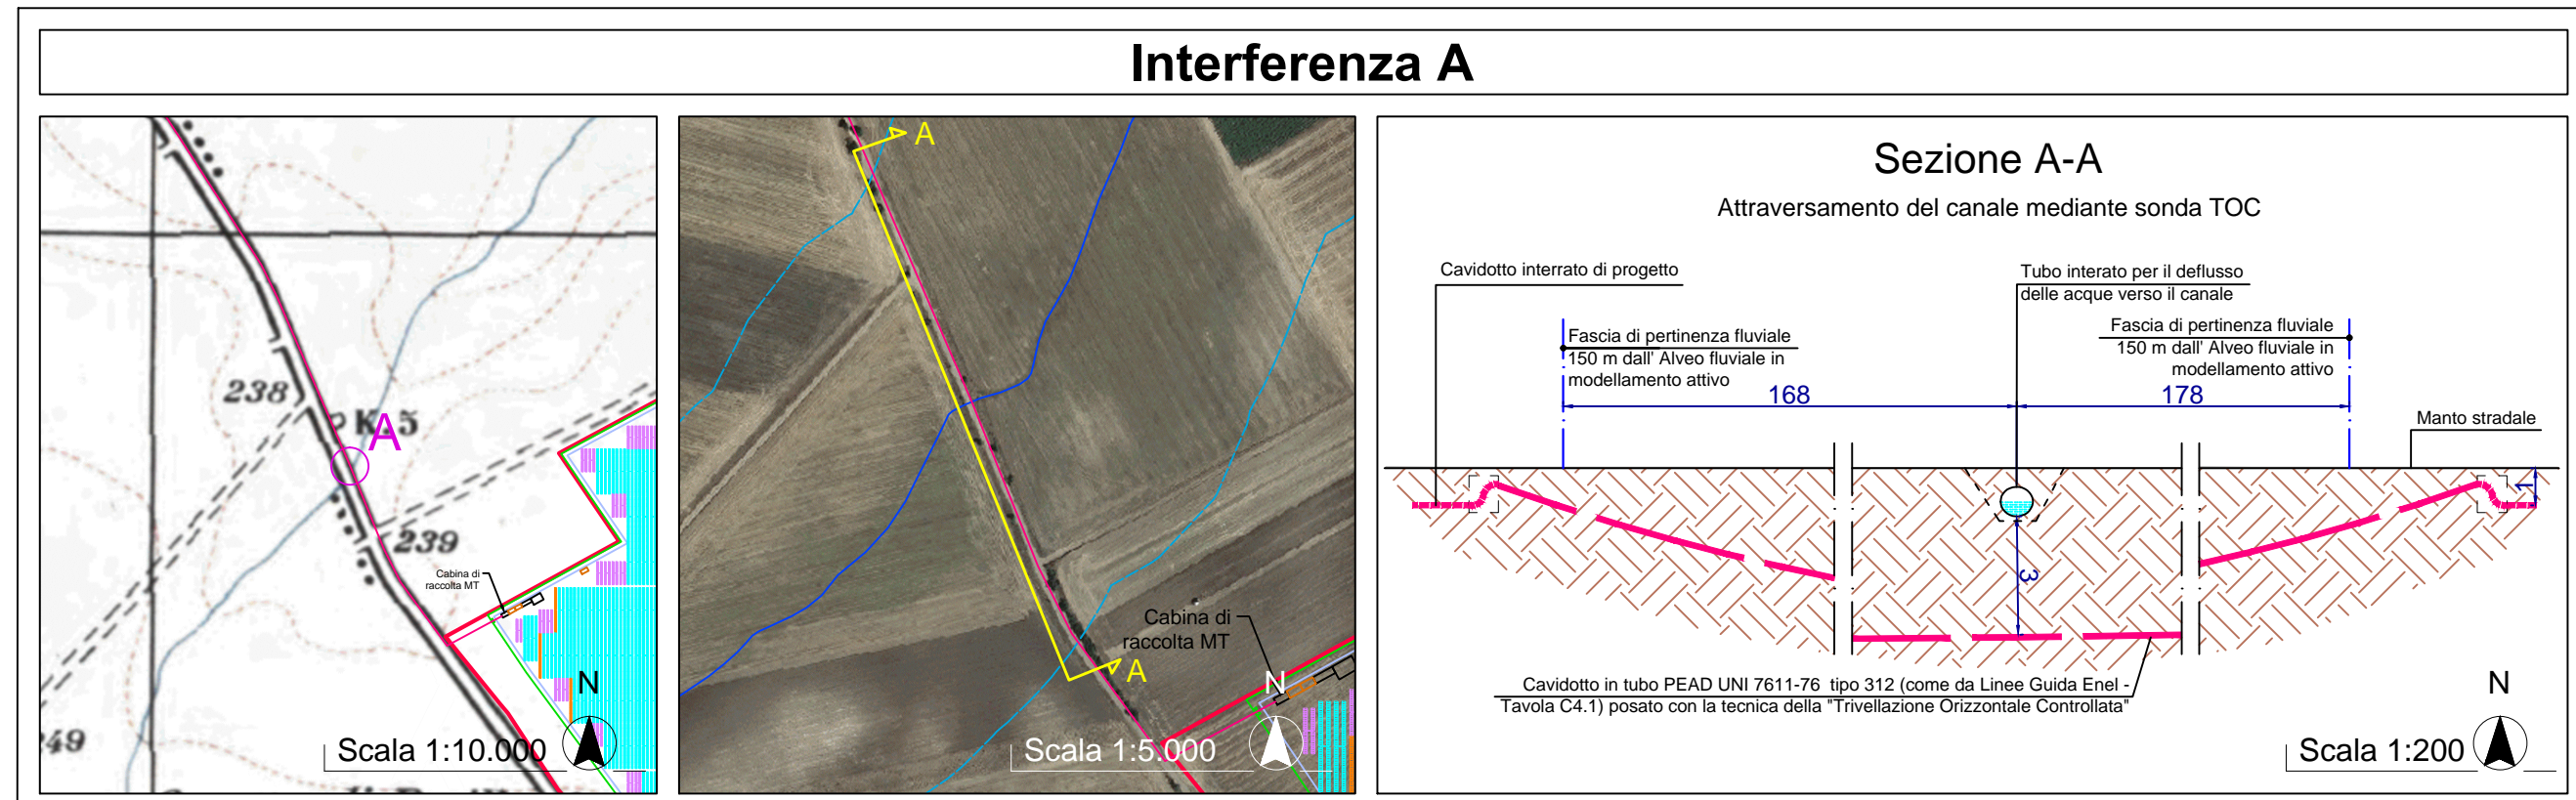 Interferenza A
238
K.5
A
239
Cabina di
raccolta MT
249
N
Scala 1:10.000
A
A
Cabina di
raccolta MT
N
Scala 1:5.000
Sezione A-A
Attraversamento del canale mediante sonda TOC
Cavidotto interrato di progetto
Tubo interato per il deflusso
delle acque verso il canale
Fascia di pertinenza fluviale
150 m dall' Alveo fluviale in
modellamento attivo
Fascia di pertinenza fluviale
150 m dall' Alveo fluviale in
modellamento attivo
168
178
Manto stradale
1
3
Cavidotto in tubo PEAD UNI 7611-76 tipo 312 (come da Linee Guida Enel -
Tavola C4.1) posato con la tecnica della "Trivellazione Orizzontale Controllata"
N
Scala 1:200